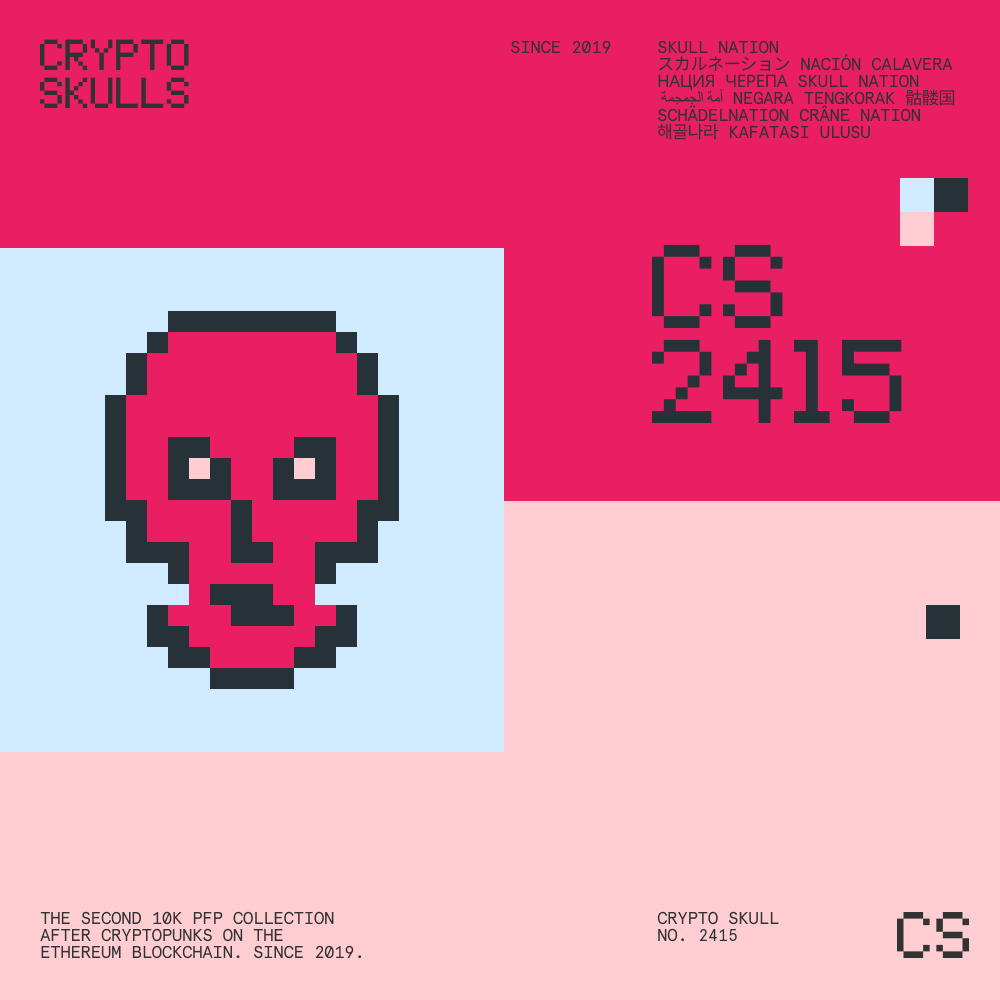 CRYPTO
SKULLS
SINCE 2019
SKULL NATION
スカルネーション NACIÓN CALAVERA
НАЦИЯ ЧЕРЕПА SKULL NATION
أمة الجمجمة NEGARA TENGKORAK 骷髅国
SCHÄDELNATION CRÂNE NATION
해골나라 KAFATASI ULUSU
CS
2415
THE SECOND 10K PFP COLLECTION
AFTER CRYPTOPUNKS ON THE
ETHEREUM BLOCKCHAIN. SINCE 2019.
CRYPTO SKULL
NO. 2415
CS